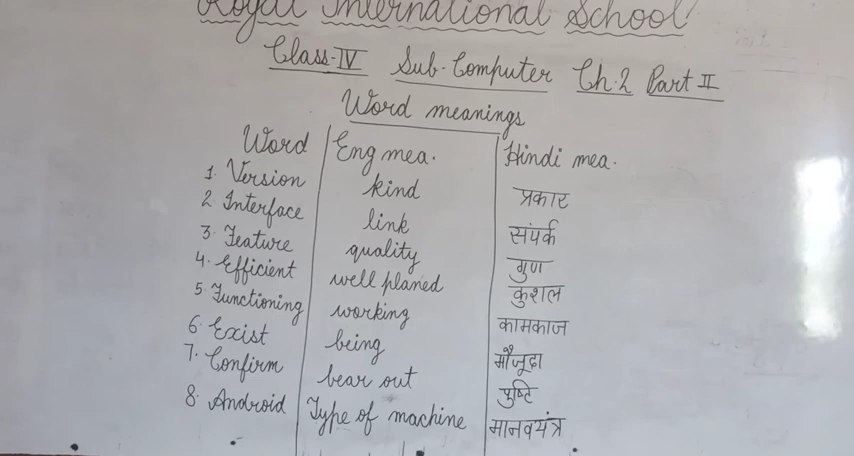 Royal International School
Class-IV Sub-Computer Ch.2 Part II
Word meanings
Word Eng mea. Hindi mea.
1. Version kind प्रकार
2 Interface link संपर्क
3. Feature quality गुण
4. Efficient well planed कुशल
5. Functioning working कामकाज
6. Exist being मौजूदा
7. Confirm bear out पुष्टि
8. Android Type of machine मानवयंत्र